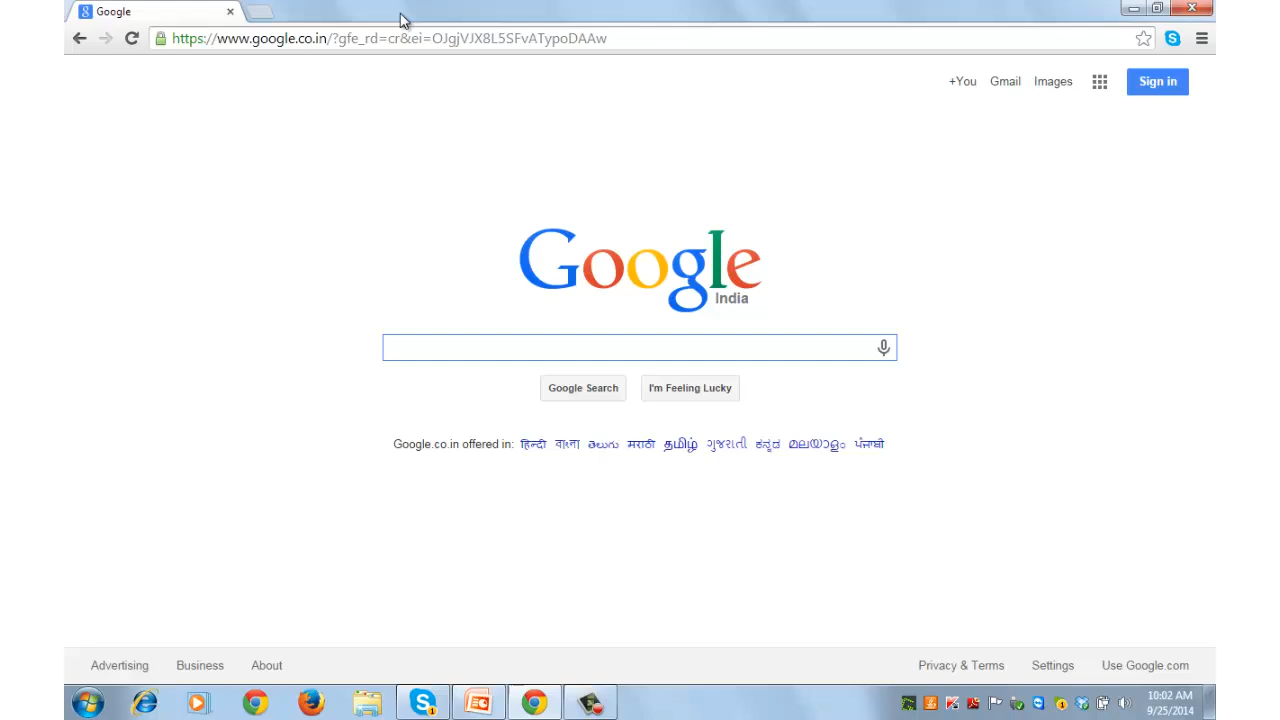 Google
https://www.google.co.in/?gfe_rd=cr&ei=OJgjVJX8L5SFvATypoDAAw
+You Gmail Images Sign in
Google
India
Google Search I'm Feeling Lucky
Google.co.in offered in: हिन्दी বাংলা తెలుగు मराठी தமிழ் ગુજરાતી ಕನ್ನಡ മലയാളം ਪੰਜਾਬੀ
Advertising Business About Privacy & Terms Settings Use Google.com
10:02 AM
9/25/2014